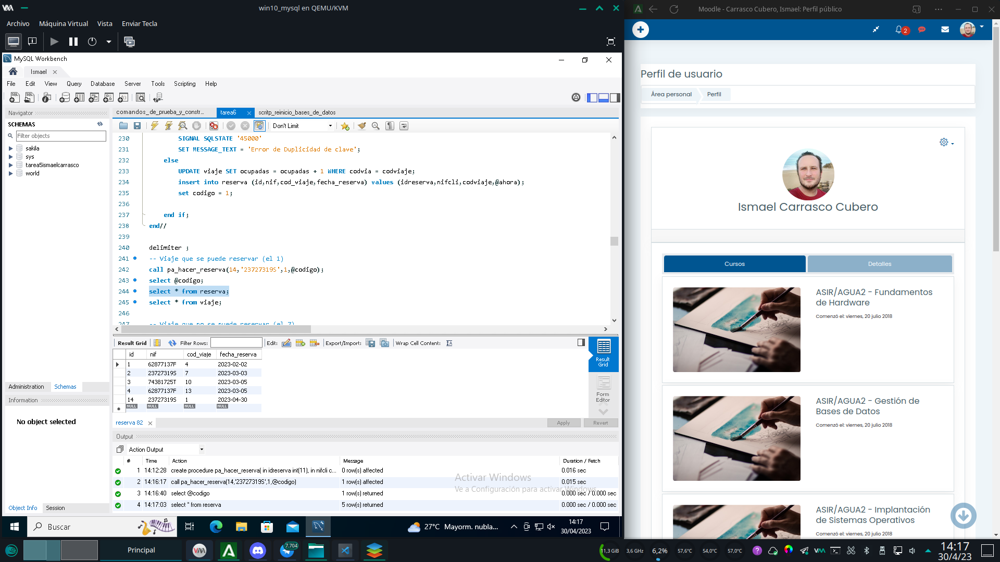 win10_mysql en QEMU/KVM
Archivo Máquina Virtual Vista Enviar Tecla
MySQL Workbench
Ismael
File Edit View Query Database Server Tools Scripting Help
Navigator
SCHEMAS
Filter objects
sakila
sys
tarea5ismaelcarrasco
world
Administration Schemas
Information
No object selected
Object Info Session
comandos_de_prueba_y_constr... tarea6 scritp_reinicio_bases_de_datos
Don't Limit
230 SIGNAL SQLSTATE '45000'
231 SET MESSAGE_TEXT = 'Error de Duplicidad de clave';
232 else
233 UPDATE viaje SET ocupadas = ocupadas + 1 WHERE codvia = codviaje;
234 insert into reserva (id,nif,cod_viaje,fecha_reserva) values (idreserva,nifcli,codviaje,@ahora);
235 set codigo = 1;
236
237 end if;
238 end//
239
240 delimiter ;
241 -- Viaje que se puede reservar (el 1)
242 call pa_hacer_reserva(14,'23727319S',1,@codigo);
243 select @codigo;
244 select * from reserva;
245 select * from viaje;
246
247 -- Viaje que no se puede reservar (el 7)
Result Grid Filter Rows: Edit: Export/Import: Wrap Cell Content:
id nif cod_viaje fecha_reserva
1 62877137F 4 2023-02-02
2 23727319S 7 2023-03-03
3 74381725T 10 2023-03-05
4 62877137F 13 2023-03-05
14 23727319S 1 2023-04-30
NULL NULL NULL NULL
Result Grid
Form Editor
reserva 82 Apply Revert
Output
Action Output
# Time Action Message Duration / Fetch
1 14:12:28 create procedure pa_hacer_reserva( in idreserva int(11), in nifcli c... 0 row(s) affected 0.016 sec
2 14:16:17 call pa_hacer_reserva(14,'23727319S',1,@codigo) 1 row(s) affected 0.015 sec
3 14:16:40 select @codigo 1 row(s) returned 0.000 sec / 0.000 sec
4 14:17:03 select * from reserva 5 row(s) returned 0.000 sec / 0.000 sec
Activar Windows
Ve a Configuración para activar Windows.
Buscar
27°C Mayorm. nubla...
14:17
30/04/2023
Moodle - Carrasco Cubero, Ismael: Perfil público
2
Perfil de usuario
Área personal Perfil
Ismael Carrasco Cubero
Cursos Detalles
ASIR/AGUA2 - Fundamentos
de Hardware
Comenzó el: viernes, 20 julio 2018
ASIR/AGUA2 - Gestión de
Bases de Datos
Comenzó el: viernes, 20 julio 2018
ASIR/AGUA2 - Implantación
de Sistemas Operativos
Comenzó el: viernes, 20 julio 2018
Principal
7.704
11,3 GiB 3,6 GHz 6,2% 57,6°C 54,0°C 57,0°C
14:17
30/4/23